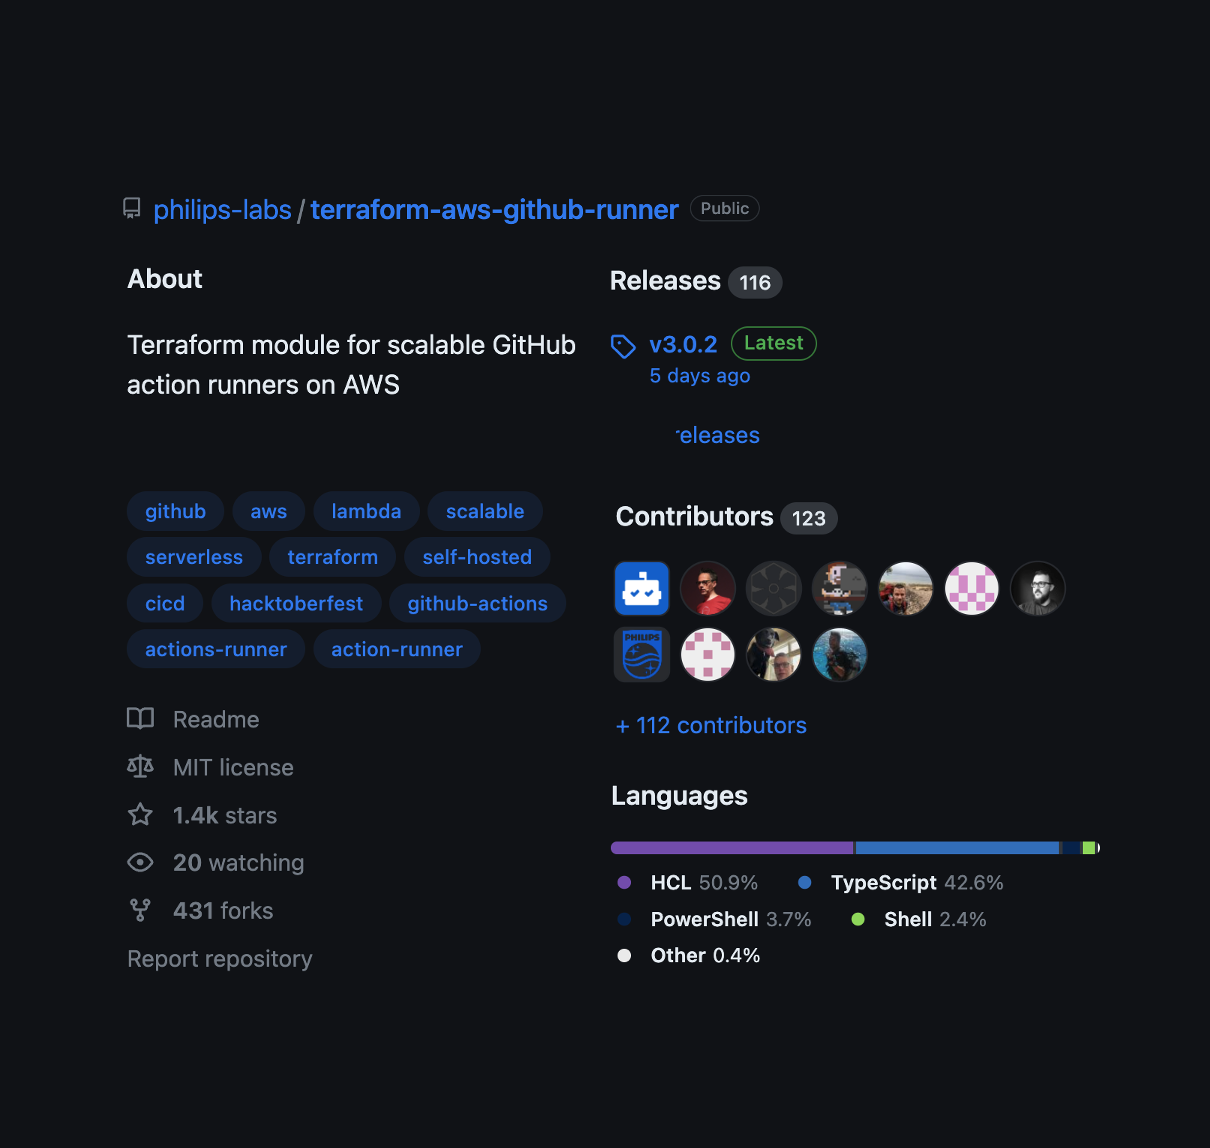 philips-labs / terraform-aws-github-runner Public
About
Terraform module for scalable GitHub
action runners on AWS
github aws lambda scalable
serverless terraform self-hosted
cicd hacktoberfest github-actions
actions-runner action-runner
Readme
MIT license
1.4k stars
20 watching
431 forks
Report repository
Releases 116
v3.0.2 Latest
5 days ago
releases
Contributors 123
PHILIPS
+ 112 contributors
Languages
HCL 50.9% TypeScript 42.6%
PowerShell 3.7% Shell 2.4%
Other 0.4%